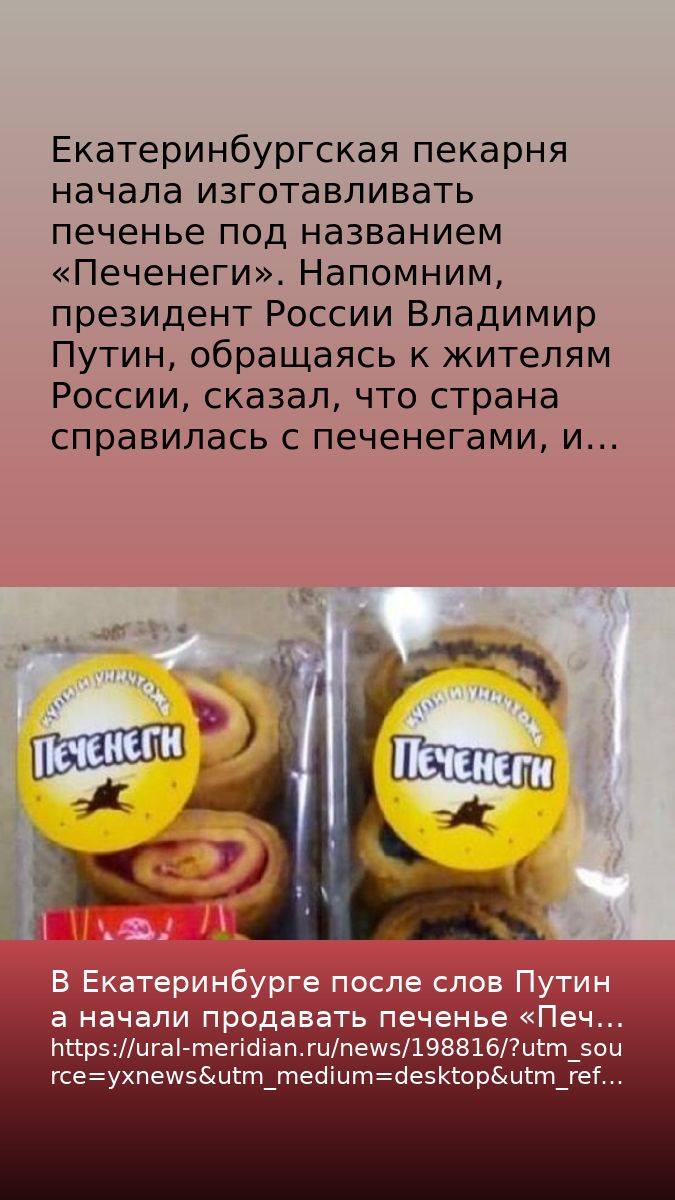 Екатеринбургская пекарня
начала изготавливать
печенье под названием
«Печенеги». Напомним,
президент России Владимир
Путин, обращаясь к жителям
России, сказал, что страна
справилась с печенегами, и...
КУПИ И УНИЧТОЖЬ
ПЕЧЕНЕГИ
КУПИ И УНИЧТОЖЬ
ПЕЧЕНЕГИ
В Екатеринбурге после слов Путин
а начали продавать печенье «Печ...
https://ural-meridian.ru/news/198816/?utm_sou
rce=yxnews&utm_medium=desktop&utm_ref...